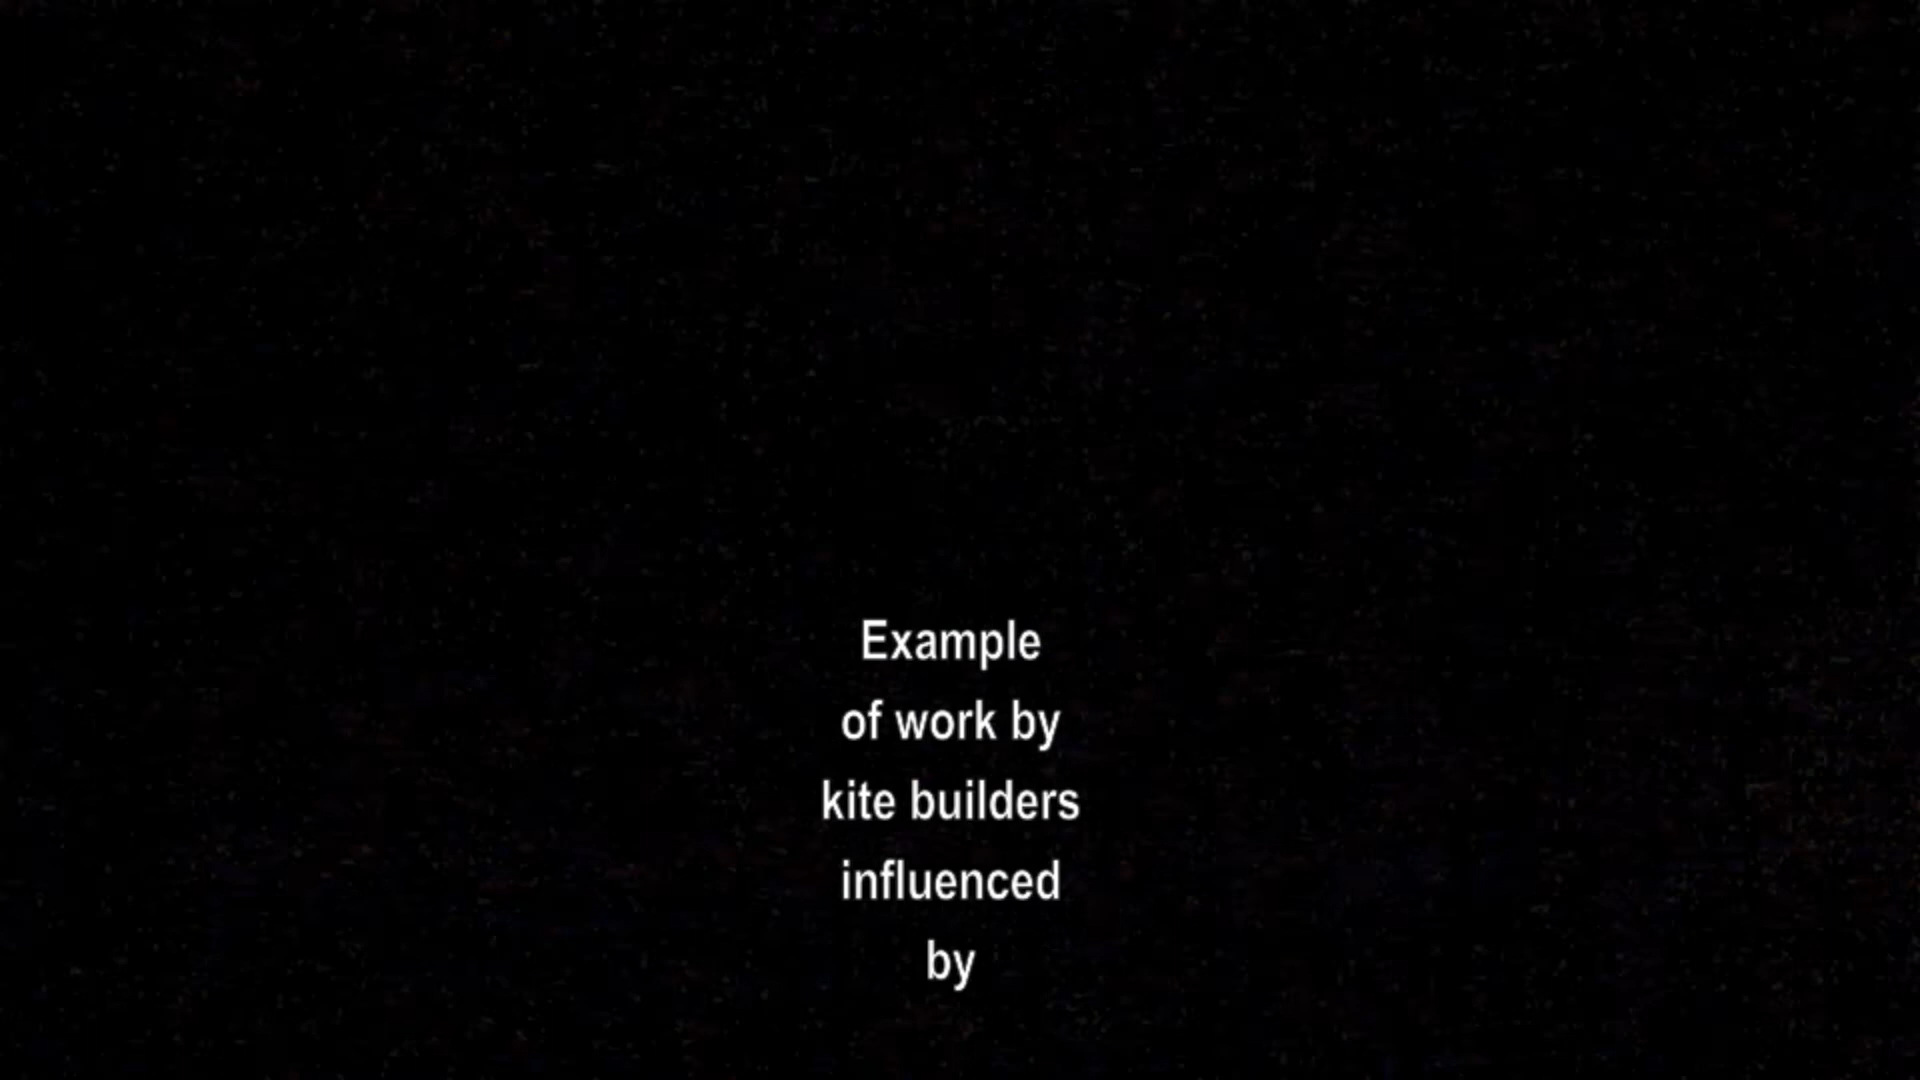 Example
of work by
kite builders
influenced
by